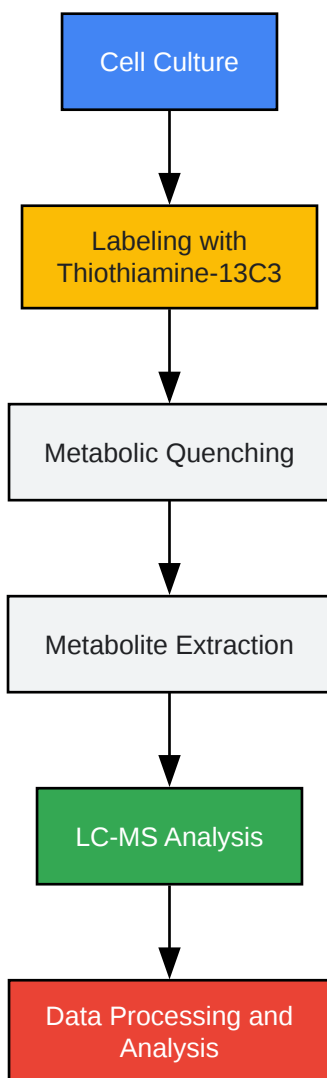 Cell Culture
Labeling with
Thiothiamine-13C3
Metabolic Quenching
Metabolite Extraction
LC-MS Analysis
Data Processing and
Analysis